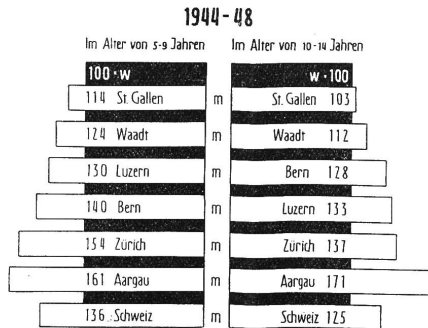 1944-48
Im Alter von 5-9 Jahren Im Alter von 10-14 Jahren
100·w w·100
114 St. Gallen m St. Gallen 103
124 Waadt m Waadt 112
130 Luzern m Bern 128
140 Bern m Luzern 133
154 Zürich m Zürich 137
161 Aargau m Aargau 171
136 Schweiz m Schweiz 125